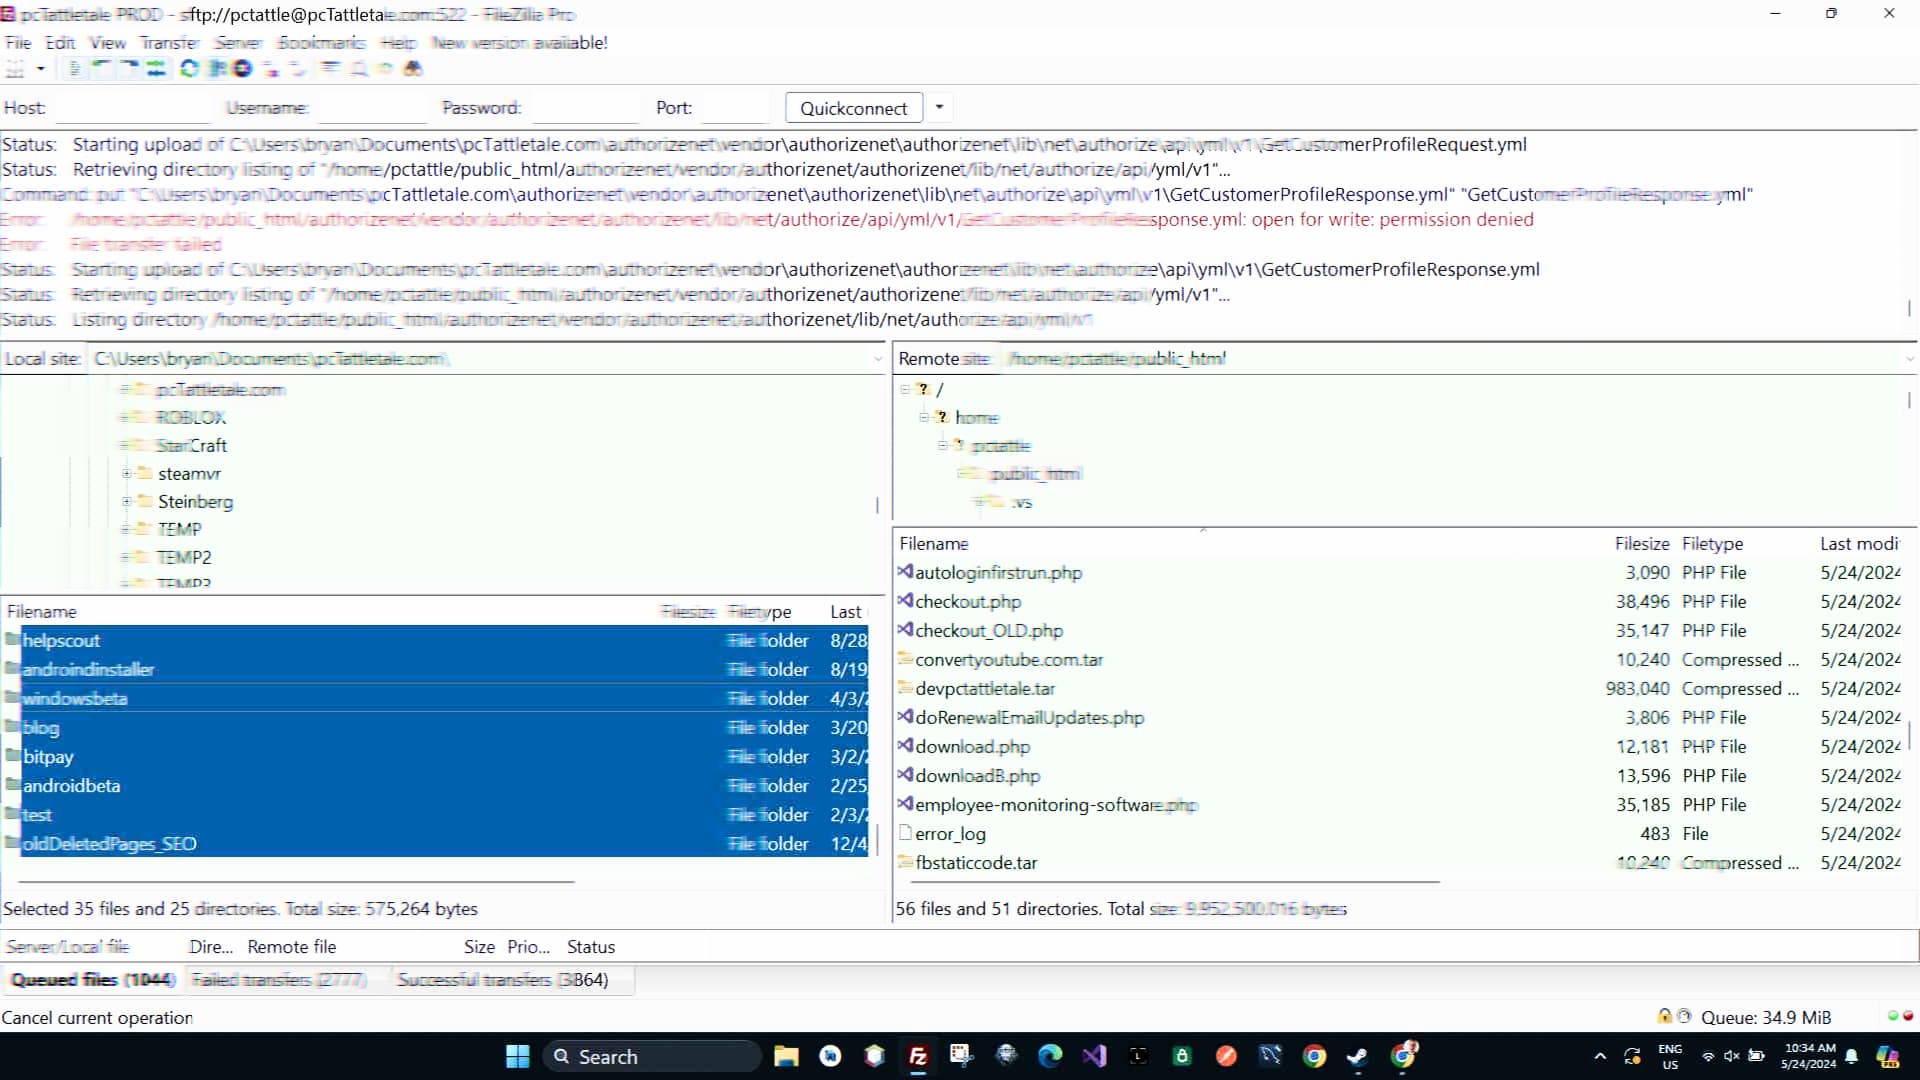 pcTattletale PROD - sftp://pctattle@pcTattletale.com:522 - FileZilla Pro
File Edit View Transfer Server Bookmarks Help New version available!
Host: Username: Password: Port: Quickconnect
Status: Starting upload of C:\Users\bryan\Documents\pcTattletale.com\authorizenet\vendor\authorizenet\authorizenet\lib\net\authorize\api\yml\v1\GetCustomerProfileRequest.yml
Status: Retrieving directory listing of "/home/pctattle/public_html/authorizenet/vendor/authorizenet/authorizenet/lib/net/authorize/api/yml/v1"...
Command: put "C:\Users\bryan\Documents\pcTattletale.com\authorizenet\vendor\authorizenet\authorizenet\lib\net\authorize\api\yml\v1\GetCustomerProfileResponse.yml" "GetCustomerProfileResponse.yml"
Error: /home/pctattle/public_html/authorizenet/vendor/authorizenet/authorizenet/lib/net/authorize/api/yml/v1/GetCustomerProfileResponse.yml: open for write: permission denied
Error: File transfer failed
Status: Starting upload of C:\Users\bryan\Documents\pcTattletale.com\authorizenet\vendor\authorizenet\authorizenet\lib\net\authorize\api\yml\v1\GetCustomerProfileResponse.yml
Status: Retrieving directory listing of "/home/pctattle/public_html/authorizenet/vendor/authorizenet/authorizenet/lib/net/authorize/api/yml/v1"...
Status: Listing directory /home/pctattle/public_html/authorizenet/vendor/authorizenet/authorizenet/lib/net/authorize/api/yml/v1
Local site: C:\Users\bryan\Documents\pcTattletale.com\
pcTattletale.com
ROBLOX
StarCraft
steamvr
Steinberg
TEMP
TEMP2
TEMP3
Filename Filesize Filetype Last
helpscout File folder 8/28
androindinstaller File folder 8/19
windowsbeta File folder 4/3/2
blog File folder 3/20
bitpay File folder 3/2/2
androidbeta File folder 2/25
test File folder 2/3/2
oldDeletedPages_SEO File folder 12/4
Selected 35 files and 25 directories. Total size: 575,264 bytes
Remote site: /home/pctattle/public_html
/
home
pctattle
public_html
.vs
Filename Filesize Filetype Last modi
autologinfirstrun.php 3,090 PHP File 5/24/2024
checkout.php 38,496 PHP File 5/24/2024
checkout_OLD.php 35,147 PHP File 5/24/2024
convertyoutube.com.tar 10,240 Compressed ... 5/24/2024
devpctattletale.tar 983,040 Compressed ... 5/24/2024
doRenewalEmailUpdates.php 3,806 PHP File 5/24/2024
download.php 12,181 PHP File 5/24/2024
downloadB.php 13,596 PHP File 5/24/2024
employee-monitoring-software.php 35,185 PHP File 5/24/2024
error_log 483 File 5/24/2024
fbstaticcode.tar 10,240 Compressed ... 5/24/2024
56 files and 51 directories. Total size: 9,952,500,016 bytes
Server/Local file Dire... Remote file Size Prio... Status
Queued files (1044) Failed transfers (2777) Successful transfers (3864)
Cancel current operation
Queue: 34.9 MiB
Search
ENG
US
10:34 AM
5/24/2024